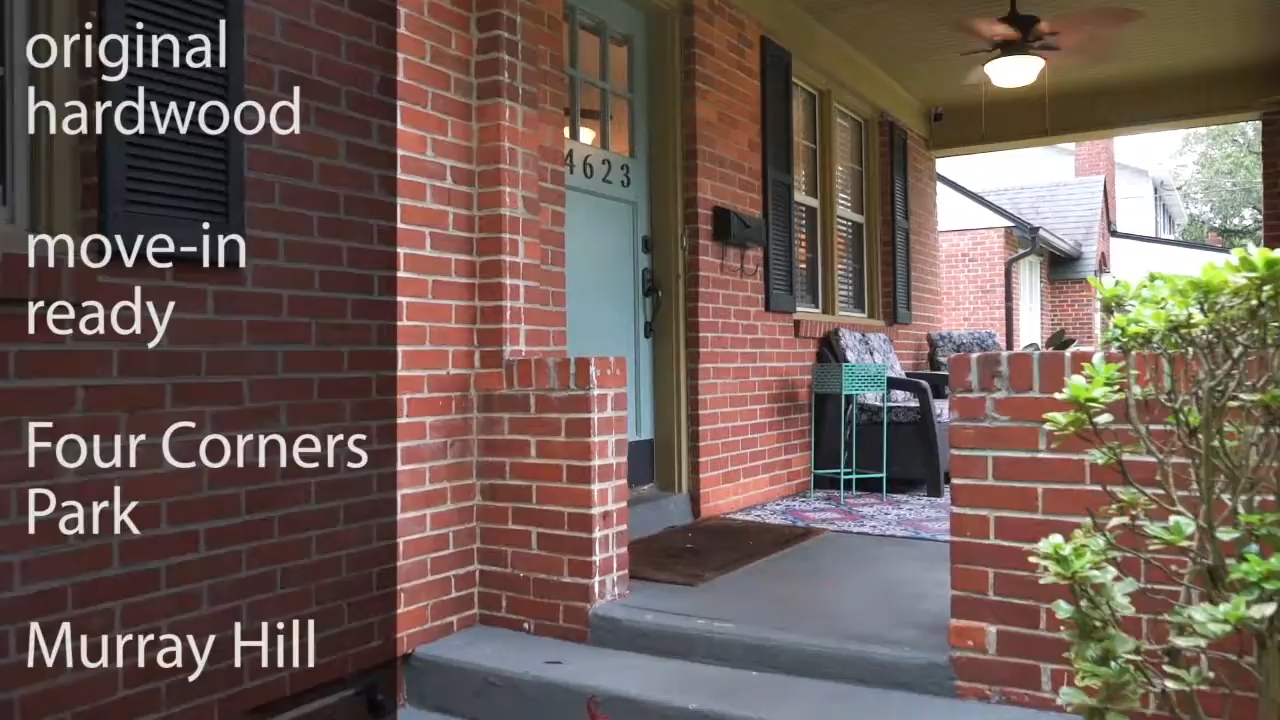 original
hardwood
move-in
ready
Four Corners
Park
Murray Hill
4623